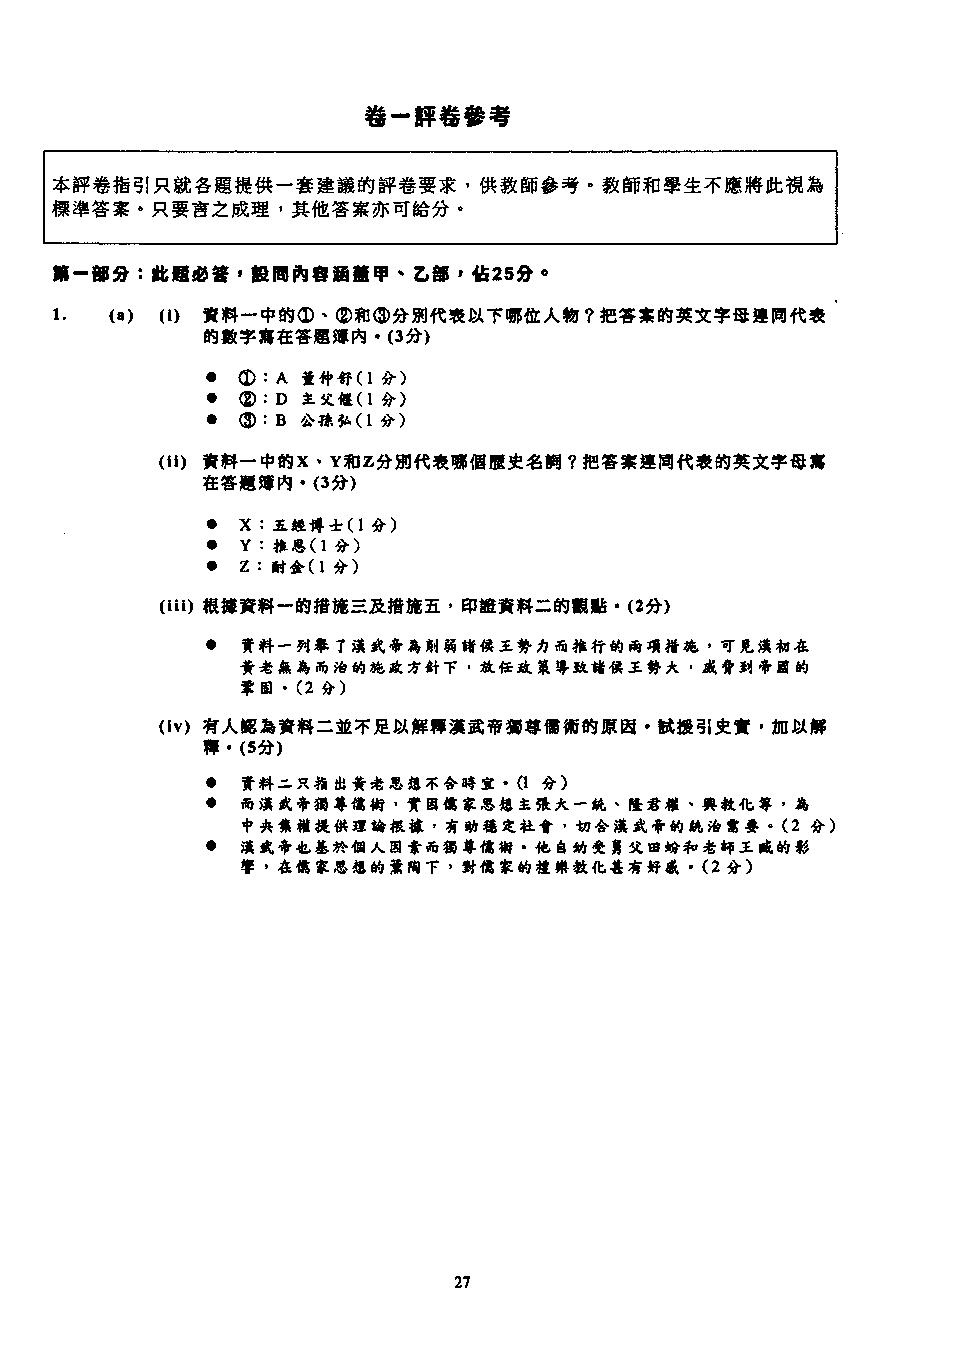 卷一評卷參考
本評卷指引只就各題提供一套建議的評卷要求，供教師參考。教師和學生不應將此視為
標準答案。只要言之成理，其他答案亦可給分。
第一部分：此題必答，設問內容涵蓋甲、乙部，佔25分。
1. (a) (i) 資料一中的①、②和③分別代表以下哪位人物？把答案的英文字母連同代表
的數字寫在答題簿內。(3分)
● ①：A 董仲舒(1 分)
● ②：D 主父偃(1 分)
● ③：B 公孫弘(1 分)
(ii) 資料一中的X、Y和Z分別代表哪個歷史名詞？把答案連同代表的英文字母寫
在答題簿內。(3分)
● X：五經博士(1 分)
● Y：推恩(1 分)
● Z：酎金(1 分)
(iii) 根據資料一的措施三及措施五，印證資料二的觀點。(2分)
● 資料一列舉了漢武帝為削弱諸侯王勢力而推行的兩項措施，可見漢初在
黃老無為而治的施政方針下，放任政策導致諸侯王勢大，威脅到帝國的
鞏固。(2 分)
(iv) 有人認為資料二並不足以解釋漢武帝獨尊儒術的原因。試援引史實，加以解
釋。(5分)
● 資料二只指出黃老思想不合時宜。(1 分)
● 而漢武帝獨尊儒術，實因儒家思想主張大一統、隆君權、興教化等，為
中央集權提供理論根據，有助穩定社會，切合漢武帝的統治需要。(2 分)
● 漢武帝也基於個人因素而獨尊儒術。他自幼受舅父田蚡和老師王臧的影
響，在儒家思想的薰陶下，對儒家的禮樂教化甚有好感。(2 分)
27